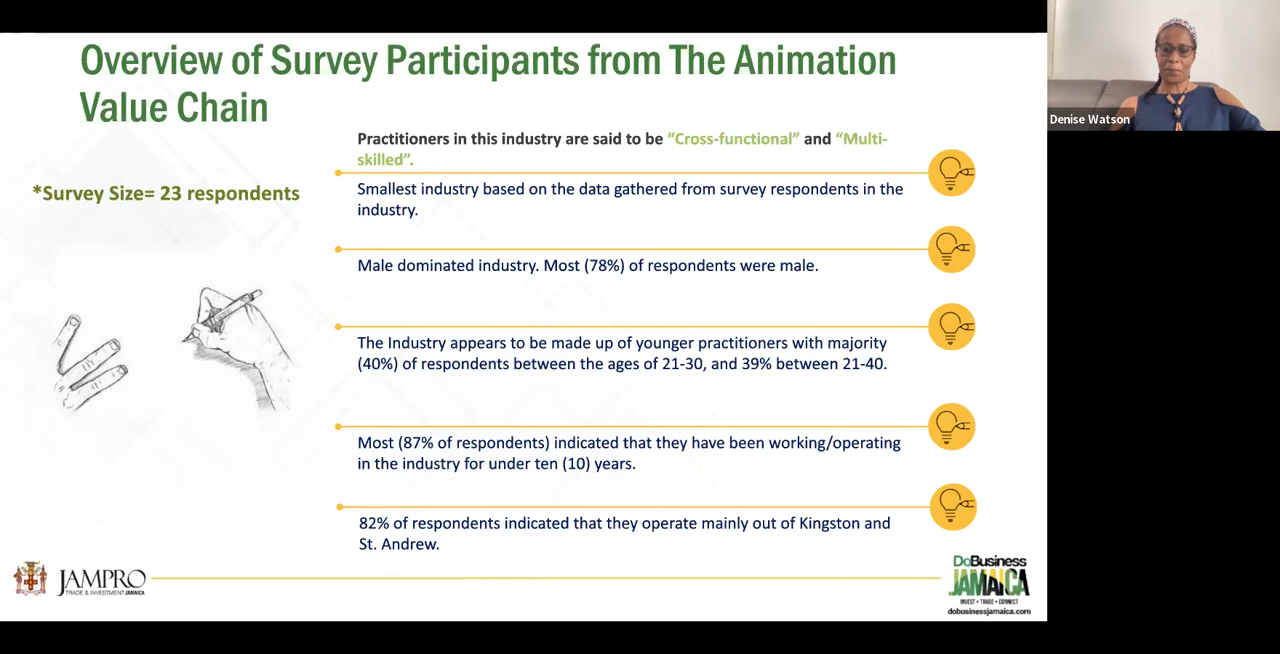 Overview of Survey Participants from The Animation
Value Chain
Practitioners in this industry are said to be “Cross-functional” and “Multi-
skilled”.
*Survey Size= 23 respondents
Smallest industry based on the data gathered from survey respondents in the
industry.
Male dominated industry. Most (78%) of respondents were male.
The Industry appears to be made up of younger practitioners with majority
(40%) of respondents between the ages of 21-30, and 39% between 21-40.
Most (87% of respondents) indicated that they have been working/operating
in the industry for under ten (10) years.
82% of respondents indicated that they operate mainly out of Kingston and
St. Andrew.
JAMPRO
TRADE & INVESTMENT JAMAICA
DoBusiness
JAMAICA
INVEST • TRADE • CONNECT
dobusinessjamaica.com
Denise Watson